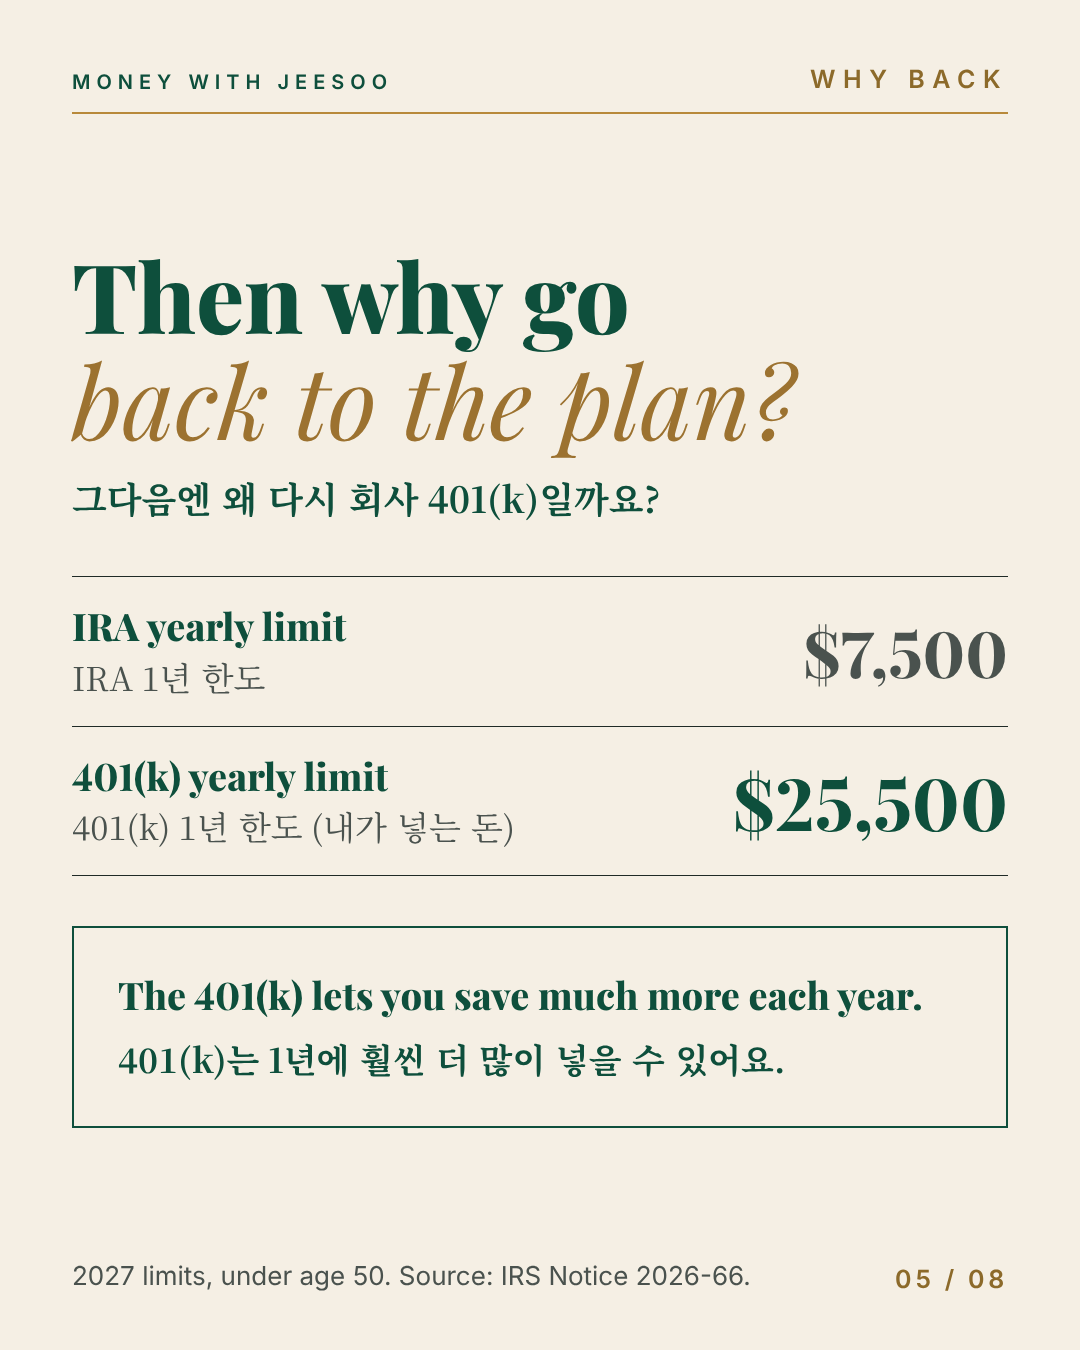 MONEY WITH JEESOO
WHY BACK
Then why go
back to the plan?
그다음엔 왜 다시 회사 401(k)일까요?
IRA yearly limit
IRA 1년 한도
$7,500
401(k) yearly limit
401(k) 1년 한도 (내가 넣는 돈)
$25,500
The 401(k) lets you save much more each year.
401(k)는 1년에 훨씬 더 많이 넣을 수 있어요.
2027 limits, under age 50. Source: IRS Notice 2026-66.
05 / 08